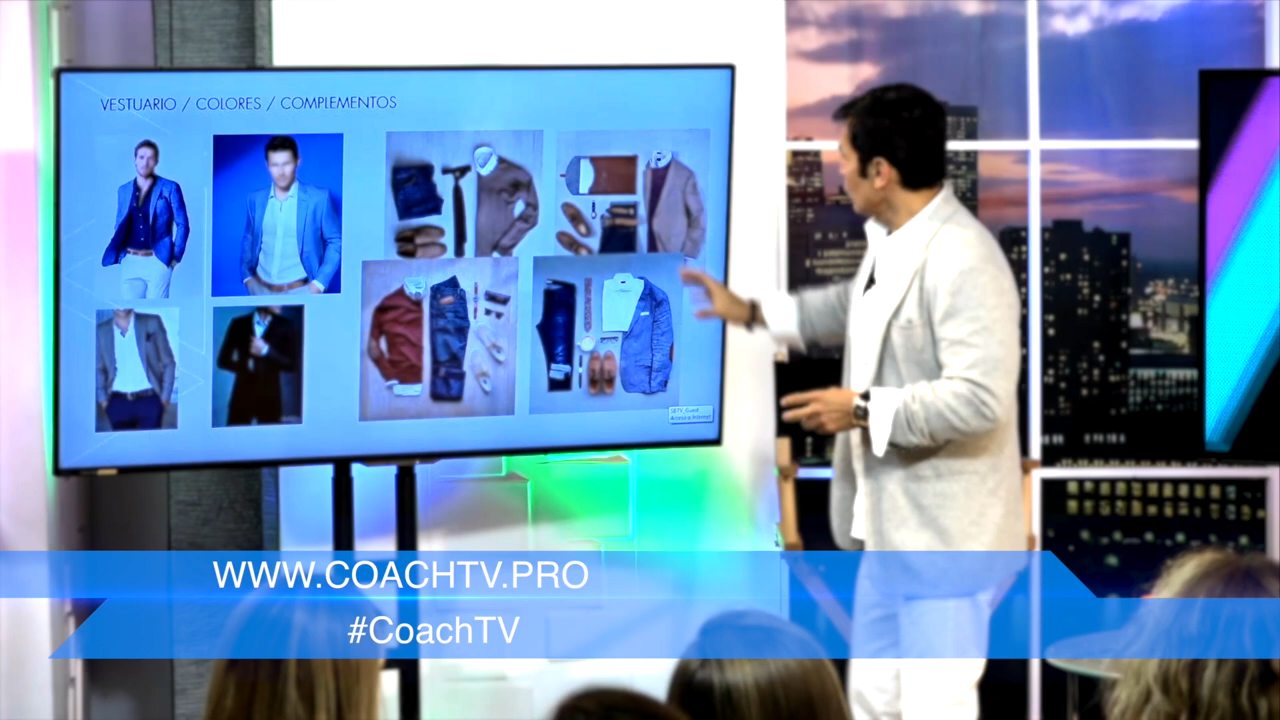 VESTUARIO / COLORES / COMPLEMENTOS
WWW.COACHTV.PRO
#CoachTV